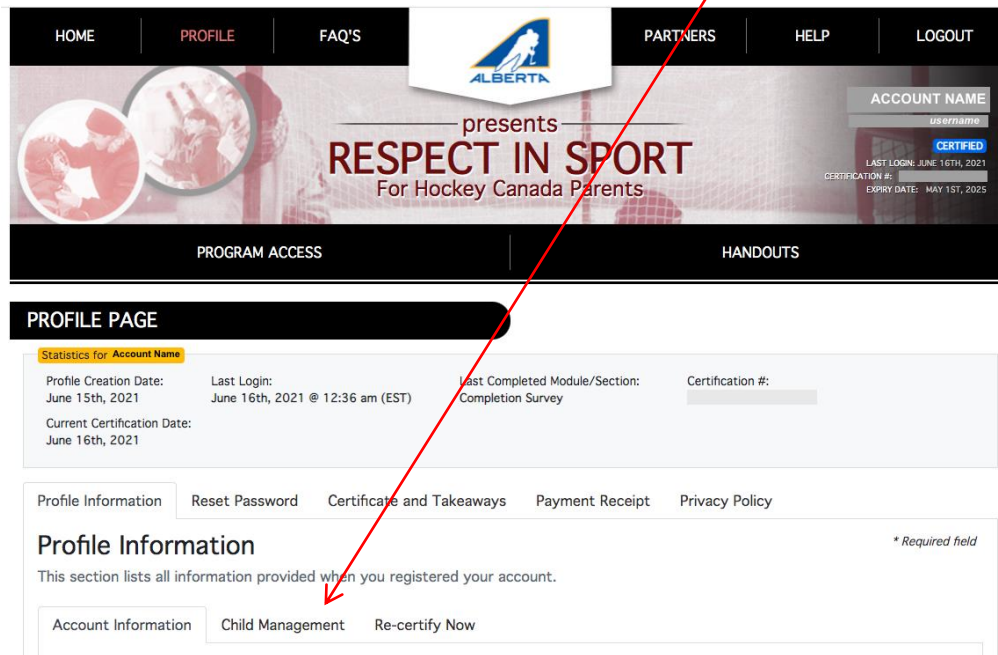 HOME PROFILE FAQ'S PARTNERS HELP LOGOUT
ALBERTA
presents
RESPECT IN SPORT
For Hockey Canada Parents
ACCOUNT NAME
username
CERTIFIED
LAST LOGIN: JUNE 16TH, 2021
CERTIFICATION #:
EXPIRY DATE: MAY 1ST, 2025
PROGRAM ACCESS HANDOUTS
PROFILE PAGE
Statistics for Account Name
Profile Creation Date: Last Login: Last Completed Module/Section: Certification #:
June 15th, 2021 June 16th, 2021 @ 12:36 am (EST) Completion Survey
Current Certification Date:
June 16th, 2021
Profile Information Reset Password Certificate and Takeaways Payment Receipt Privacy Policy
Profile Information * Required field
This section lists all information provided when you registered your account.
Account Information Child Management Re-certify Now